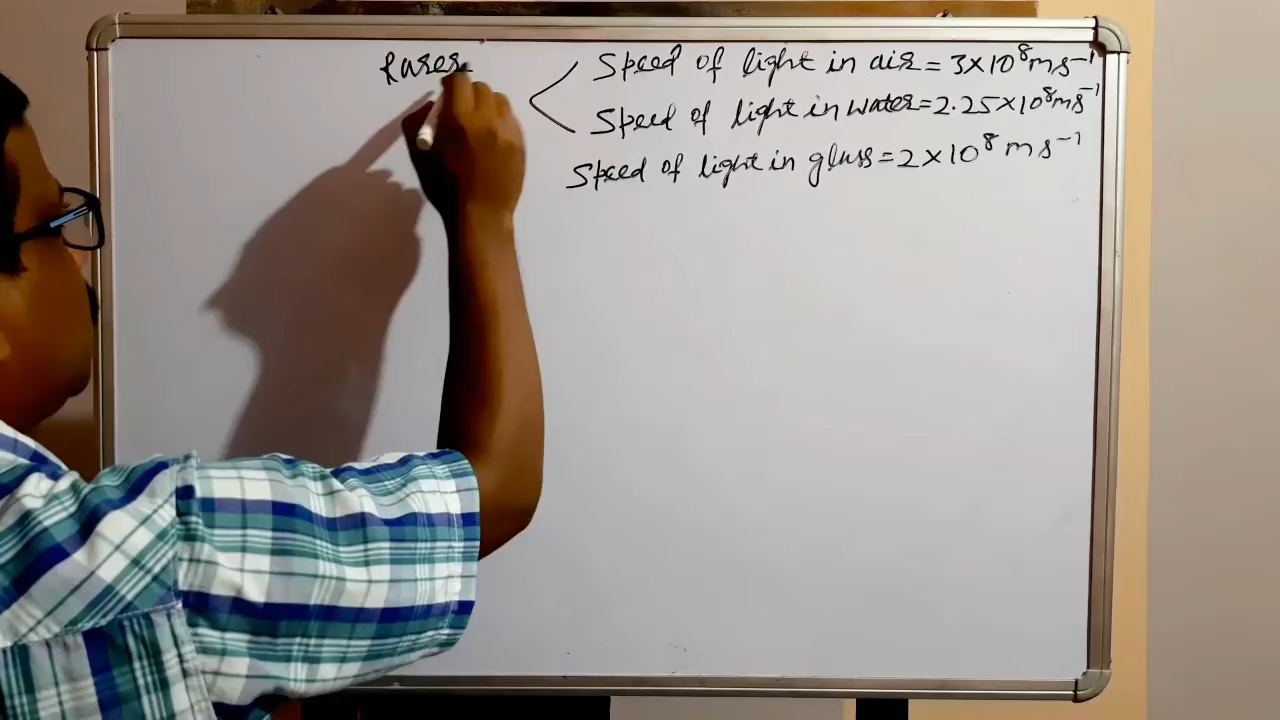 Rarer
Speed of light in air = 3×10⁸ms⁻¹
Speed of light in water = 2.25×10⁸ms⁻¹
Speed of light in glass = 2×10⁸ms⁻¹